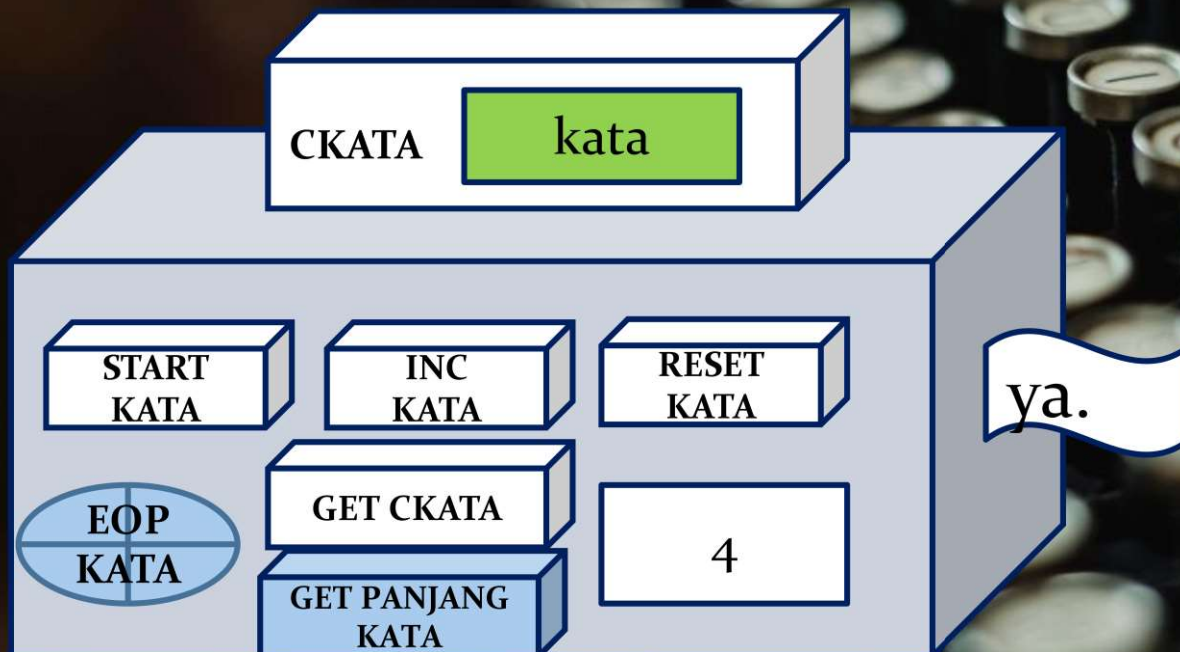 CKATA
kata
START
KATA
INC
KATA
RESET
KATA
ya.
EOP
KATA
GET CKATA
4
GET PANJANG
KATA